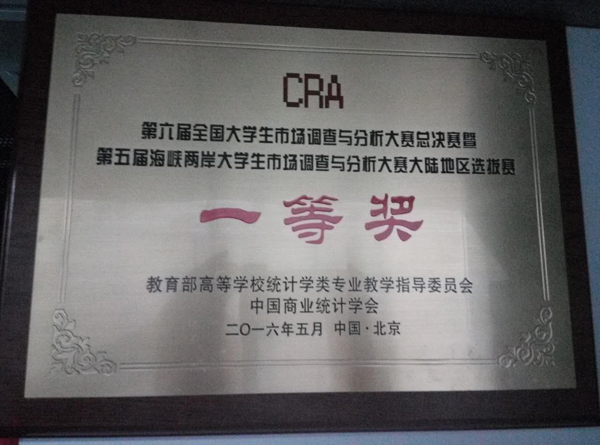 CRA
第六届全国大学生市场调查与分析大赛总决赛暨
第五届海峡两岸大学生市场调查与分析大赛大陆地区选拔赛
一等奖
教育部高等学校统计学类专业教学指导委员会
中国商业统计学会
二〇一六年五月 中国·北京